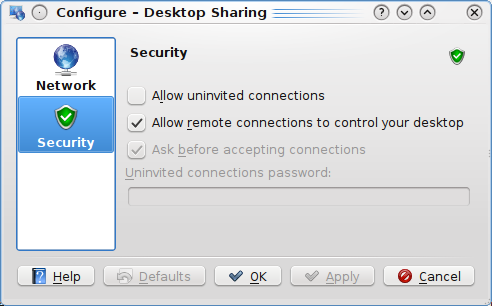 Configure – Desktop Sharing
Network
Security
Security
Allow uninvited connections
Allow remote connections to control your desktop
Ask before accepting connections
Uninvited connections password:
Help
Defaults
OK
Apply
Cancel